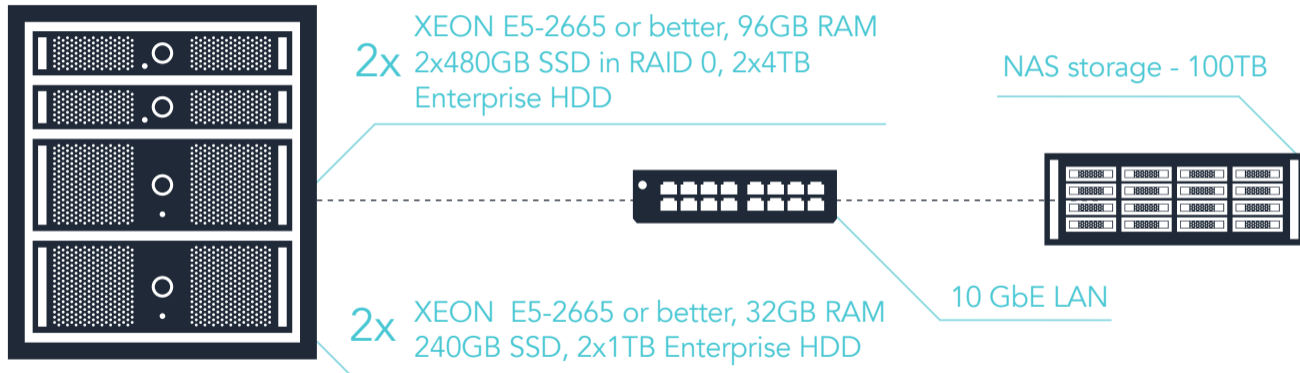 2x
XEON E5-2665 or better, 96GB RAM
2x480GB SSD in RAID 0, 2x4TB
Enterprise HDD
NAS storage - 100TB
10 GbE LAN
2x
XEON E5-2665 or better, 32GB RAM
240GB SSD, 2x1TB Enterprise HDD